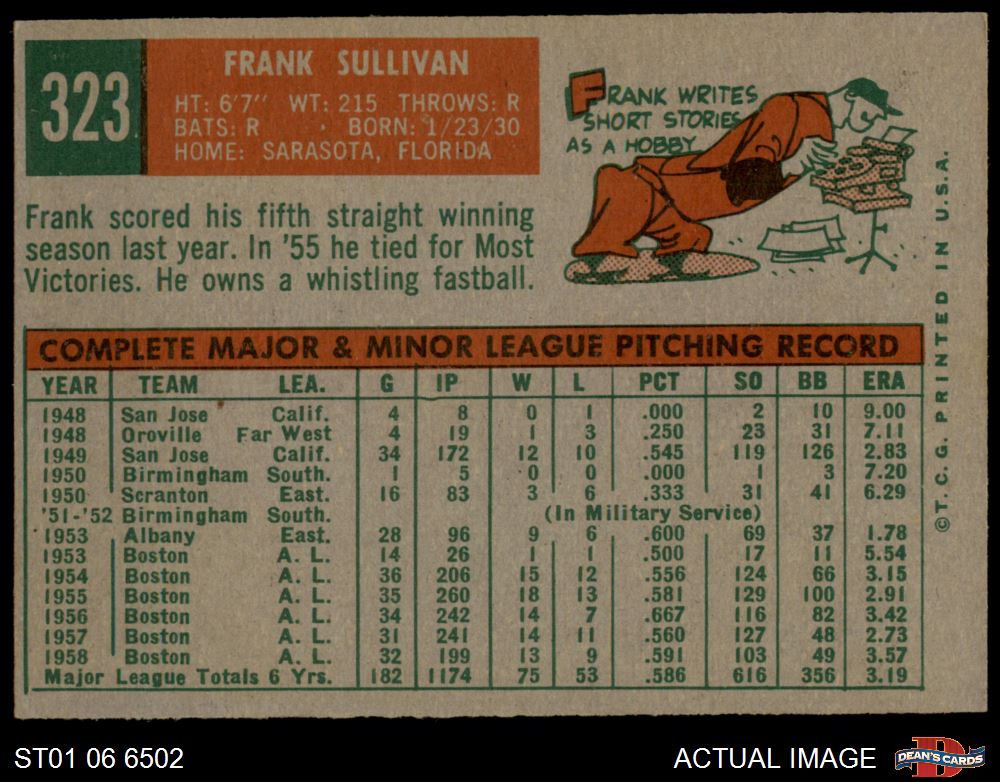 323
FRANK SULLIVAN
HT: 6'7" WT: 215 THROWS: R
BATS: R · BORN: 1/23/30
HOME: SARASOTA, FLORIDA
FRANK WRITES
SHORT STORIES
AS A HOBBY
Frank scored his fifth straight winning
season last year. In '55 he tied for Most
Victories. He owns a whistling fastball.
COMPLETE MAJOR & MINOR LEAGUE PITCHING RECORD
YEAR TEAM LEA. G IP W L PCT SO BB ERA
1948 San Jose Calif. 4 8 0 1 .000 2 10 9.00
1948 Oroville Far West 4 19 1 3 .250 23 31 7.11
1949 San Jose Calif. 34 172 12 10 .545 119 126 2.83
1950 Birmingham South. 1 5 0 0 .000 1 3 7.20
1950 Scranton East. 16 83 3 6 .333 31 41 6.29
'51-'52 Birmingham South. (In Military Service)
1953 Albany East. 28 96 9 6 .600 69 37 1.78
1953 Boston A. L. 14 26 1 1 .500 17 11 5.54
1954 Boston A. L. 36 206 15 12 .556 124 66 3.15
1955 Boston A. L. 35 260 18 13 .581 129 100 2.91
1956 Boston A. L. 34 242 14 7 .667 116 82 3.42
1957 Boston A. L. 31 241 14 11 .560 127 48 2.73
1958 Boston A. L. 32 199 13 9 .591 103 49 3.57
Major League Totals 6 Yrs. 182 1174 75 53 .586 616 356 3.19
© T. C. G. PRINTED IN U.S.A.
ST01 06 6502
ACTUAL IMAGE
D
DEAN'S CARDS